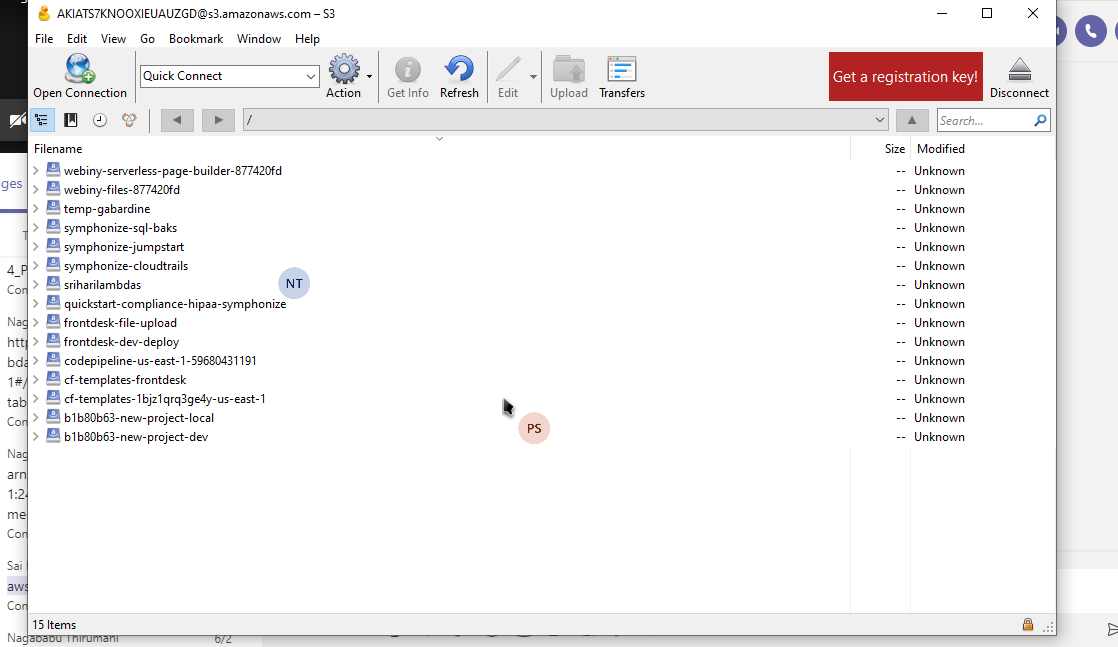 AKIATS7KNOOXIEUAUZGD@s3.amazonaws.com – S3
File Edit View Go Bookmark Window Help
Open Connection
Quick Connect
Action
Get Info
Refresh
Edit
Upload
Transfers
Get a registration key!
Disconnect
/
Search...
Filename Size Modified
webiny-serverless-page-builder-877420fd -- Unknown
webiny-files-877420fd -- Unknown
temp-gabardine -- Unknown
symphonize-sql-baks -- Unknown
symphonize-jumpstart -- Unknown
symphonize-cloudtrails -- Unknown
sriharilambdas -- Unknown
NT
quickstart-compliance-hipaa-symphonize -- Unknown
frontdesk-file-upload -- Unknown
frontdesk-dev-deploy -- Unknown
codepipeline-us-east-1-59680431191 -- Unknown
cf-templates-frontdesk -- Unknown
cf-templates-1bjz1qrq3ge4y-us-east-1 -- Unknown
b1b80b63-new-project-local -- Unknown
PS
b1b80b63-new-project-dev -- Unknown
15 Items
ges
4_P
Con
Nag
http
bda
1#/
tab
Con
Nag
arn
1:24
me
Con
Sai
aws
Con
Nagababu Thirumani 6/2